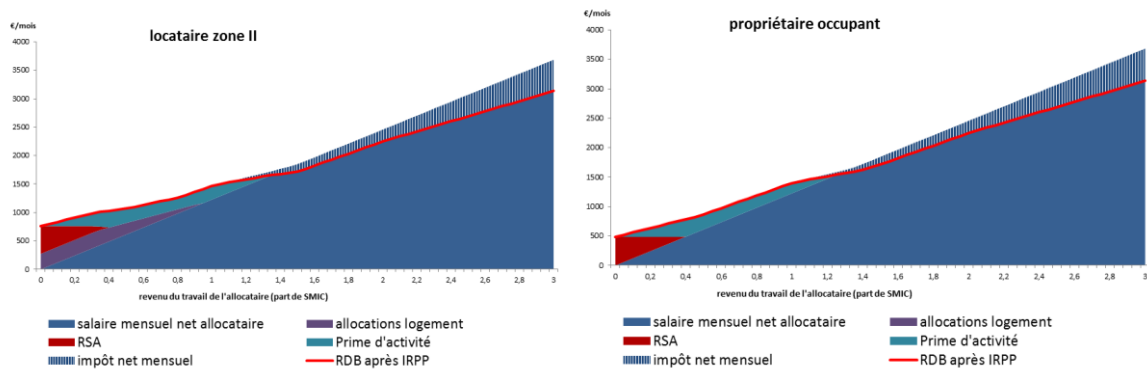 €/mois
locataire zone II
4000
3500
3000
2500
2000
1500
1000
500
0
0 0,2 0,4 0,6 0,8 1 1,2 1,4 1,6 1,8 2 2,2 2,4 2,6 2,8 3
revenu du travail de l'allocataire (part de SMIC)
salaire mensuel net allocataire allocations logement
RSA Prime d'activité
impôt net mensuel RDB après IRPP
€/mois
propriétaire occupant
4000
3500
3000
2500
2000
1500
1000
500
0
0 0,2 0,4 0,6 0,8 1 1,2 1,4 1,6 1,8 2 2,2 2,4 2,6 2,8 3
revenu du travail de l'allocataire (part de SMIC)
salaire mensuel net allocataire allocations logement
RSA Prime d'activité
impôt net mensuel RDB après IRPP